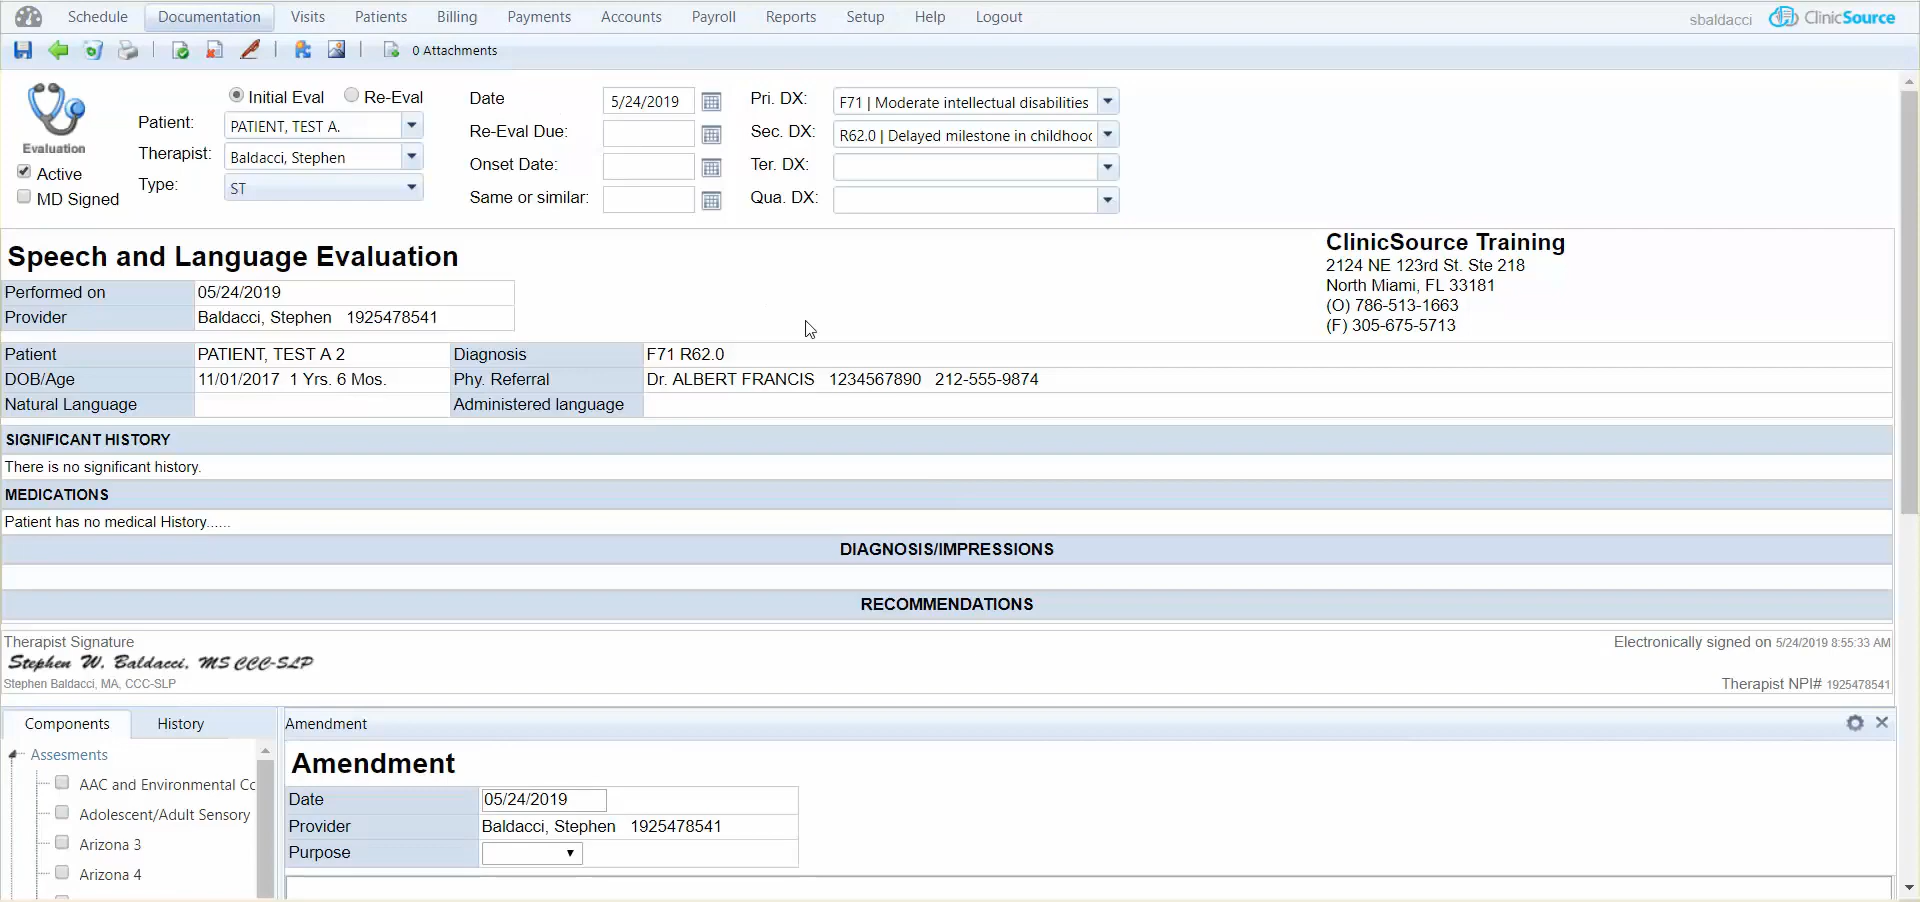 Schedule Documentation Visits Patients Billing Payments Accounts Payroll Reports Setup Help Logout sbaldacci ClinicSource
0 Attachments
Evaluation
Active
MD Signed
Initial Eval Re-Eval
Patient: PATIENT, TEST A.
Therapist: Baldacci, Stephen
Type: ST
Date 5/24/2019
Re-Eval Due:
Onset Date:
Same or similar:
Pri. DX: F71 | Moderate intellectual disabilities
Sec. DX: R62.0 | Delayed milestone in childhood
Ter. DX:
Qua. DX:
Speech and Language Evaluation
ClinicSource Training
2124 NE 123rd St. Ste 218
North Miami, FL 33181
(O) 786-513-1663
(F) 305-675-5713
Performed on 05/24/2019
Provider Baldacci, Stephen 1925478541
Patient PATIENT, TEST A 2 Diagnosis F71 R62.0
DOB/Age 11/01/2017 1 Yrs. 6 Mos. Phy. Referral Dr. ALBERT FRANCIS 1234567890 212-555-9874
Natural Language Administered language
SIGNIFICANT HISTORY
There is no significant history.
MEDICATIONS
Patient has no medical History......
DIAGNOSIS/IMPRESSIONS
RECOMMENDATIONS
Therapist Signature Electronically signed on 5/24/2019 8:55:33 AM
Stephen W. Baldacci, MS CCC-SLP
Stephen Baldacci, MA, CCC-SLP Therapist NPI# 1925478541
Components History
Assesments
AAC and Environmental Co
Adolescent/Adult Sensory
Arizona 3
Arizona 4
Amendment
Amendment
Date 05/24/2019
Provider Baldacci, Stephen 1925478541
Purpose